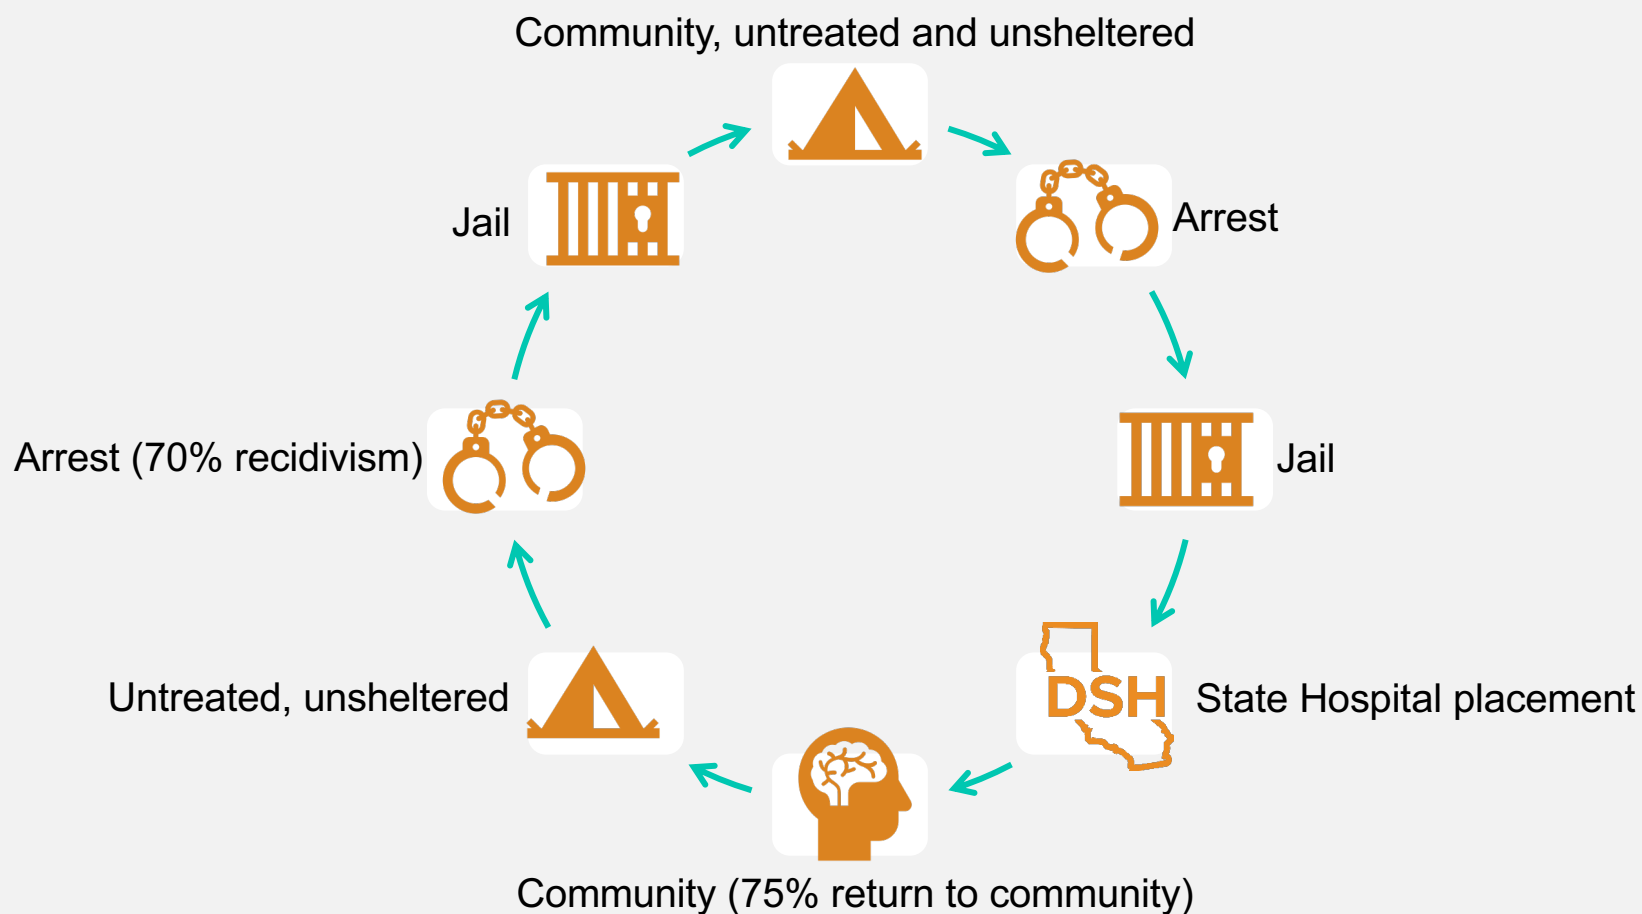 Community, untreated and unsheltered
Arrest
Jail
DSH
State Hospital placement
Community (75% return to community)
Untreated, unsheltered
Arrest (70% recidivism)
Jail